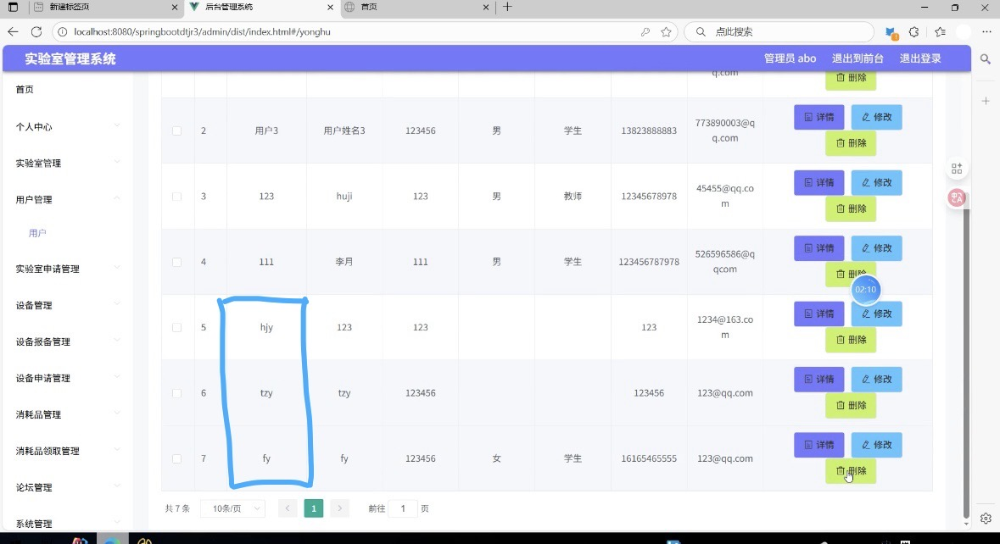 新建标签页
后台管理系统
首页
localhost:8080/springbootdtjr3/admin/dist/index.html#/yonghu
点此搜索
实验室管理系统
管理员 abo 退出到前台 退出登录
首页
个人中心
实验室管理
用户管理
用户
实验室申请管理
设备管理
设备报备管理
设备申请管理
消耗品管理
消耗品领取管理
论坛管理
系统管理
q.com
删除
2 用户3 用户姓名3 123456 男 学生 13823888883 773890003@q
q.com
详情 修改
删除
3 123 huji 123 男 教师 12345678978 45455@qq.co
m
详情 修改
删除
4 111 李月 111 男 学生 123456787978 526596586@q
qcom
详情 修改
删除
02:10
5 hjy 123 123 123 1234@163.co
m
详情 修改
删除
6 tzy tzy 123456 123456 123@qq.com
详情 修改
删除
7 fy fy 123456 女 学生 16165465555 123@qq.com
详情 修改
删除
共 7 条 10条/页 1 前往 1 页